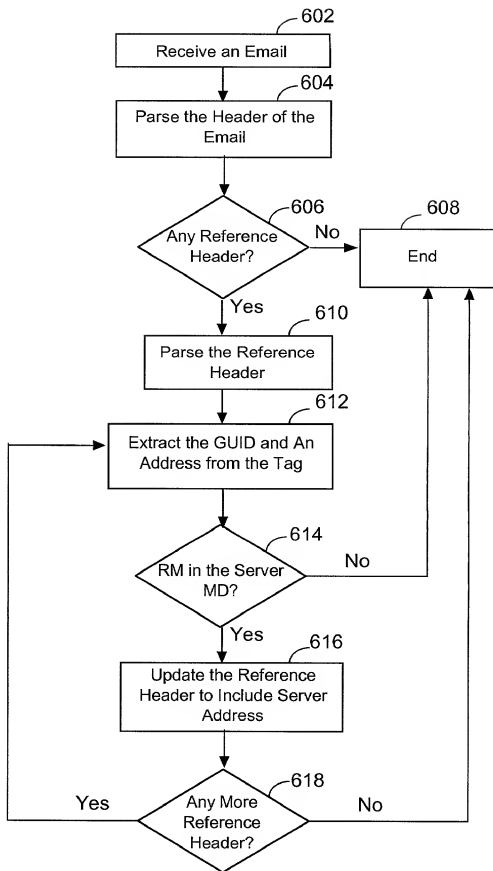 602
Receive an Email
604
Parse the Header of the
Email
606
Any Reference
Header?
No
608
End
Yes
610
Parse the Reference
Header
612
Extract the GUID and An
Address from the Tag
614
RM in the Server
MD?
No
Yes
616
Update the Reference
Header to Include Server
Address
618
Any More
Reference
Header?
Yes
No